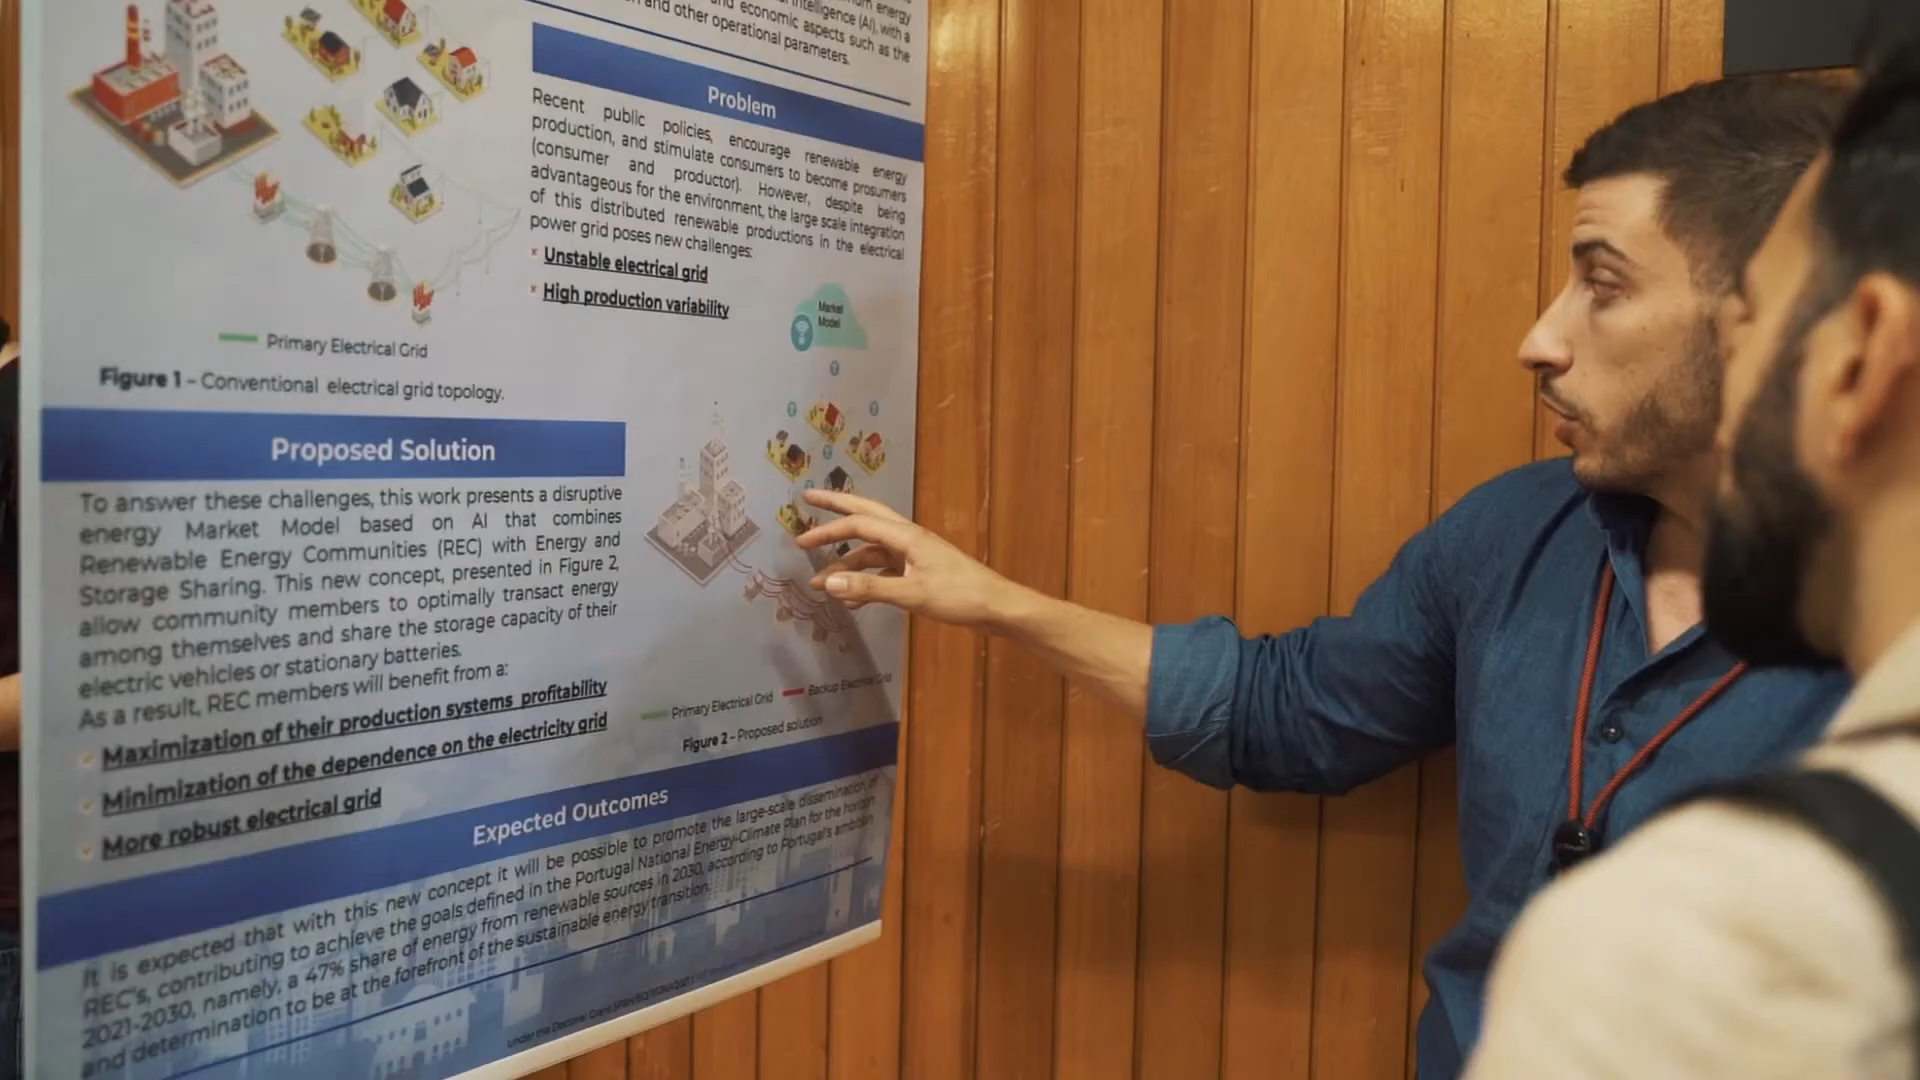 energy
intelligence (AI), with a
and economic aspects such as the
and other operational parameters.
Problem
Recent public policies, encourage renewable energy
production, and stimulate consumers to become prosumers
(consumer and productor). However, despite being
advantageous for the environment, the large scale integration
of this distributed renewable productions in the electrical
power grid poses new challenges:
Unstable electrical grid
High production variability
Primary Electrical Grid
Figure 1 – Conventional electrical grid topology.
Market
Model
Proposed Solution
To answer these challenges, this work presents a disruptive
energy Market Model based on AI that combines
Renewable Energy Communities (REC) with Energy and
Storage Sharing. This new concept, presented in Figure 2,
allow community members to optimally transact energy
among themselves and share the storage capacity of their
electric vehicles or stationary batteries.
As a result, REC members will benefit from a:
Maximization of their production systems profitability
Minimization of the dependence on the electricity grid
More robust electrical grid
Primary Electrical Grid
Backup Electrical Grid
Figure 2 – Proposed solution
Expected Outcomes
It is expected that with this new concept it will be possible to promote the large-scale dissemination of
REC's, contributing to achieve the goals defined in the Portugal National Energy-Climate Plan for the horizon
2021-2030, namely, a 47% share of energy from renewable sources in 2030, according to Portugal's ambition
and determination to be at the forefront of the sustainable energy transition.
under the Doctoral Grant